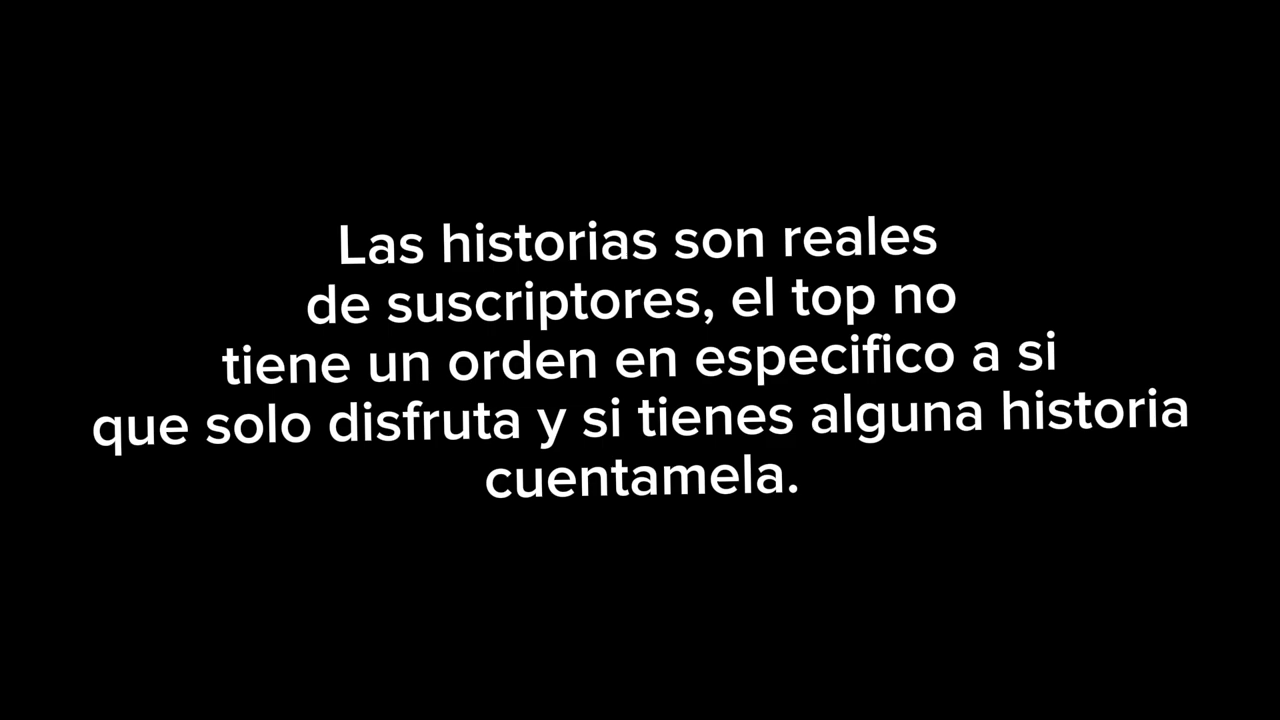 Las historias son reales
de suscriptores, el top no
tiene un orden en especifico a si
que solo disfruta y si tienes alguna historia
cuentamela.